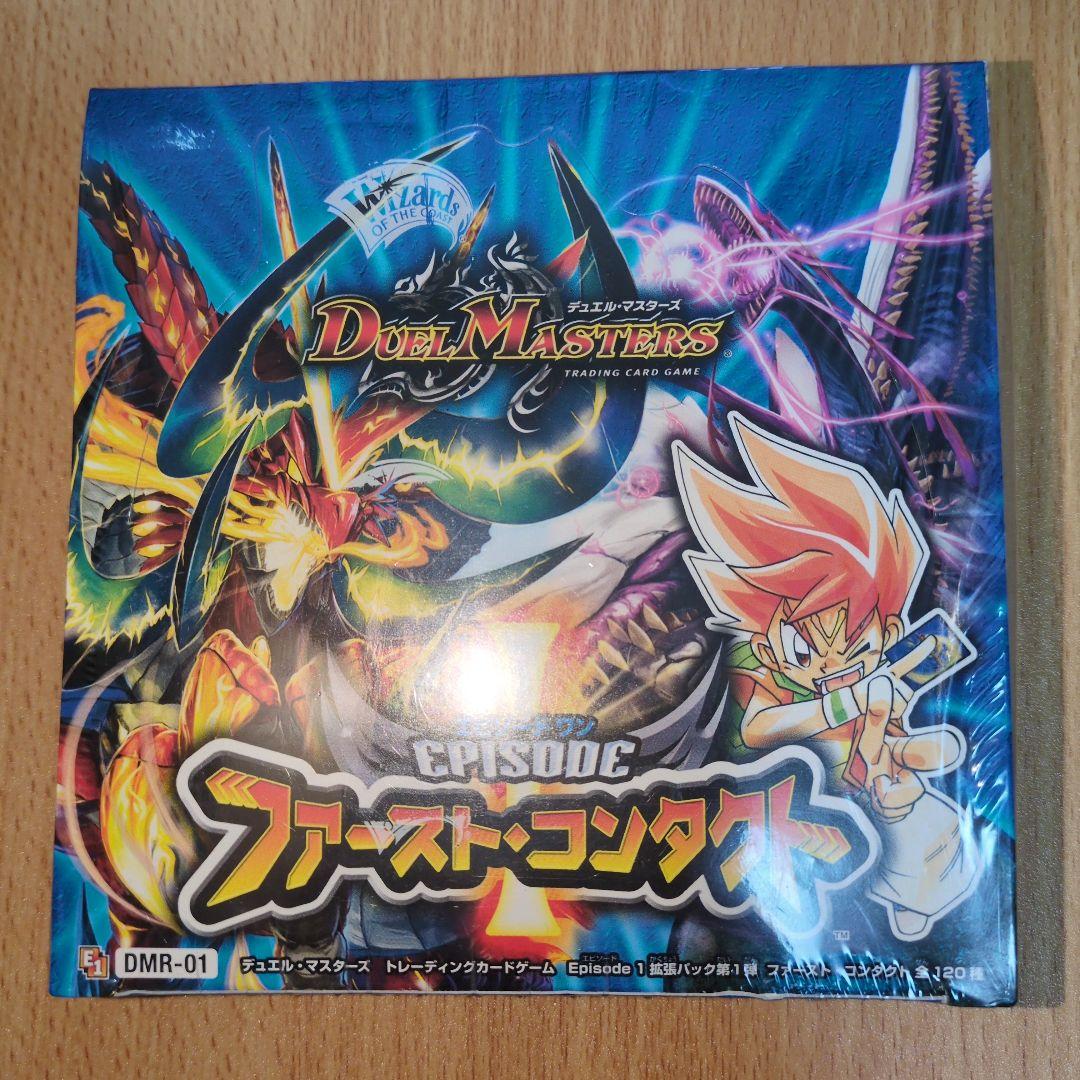 Wizards
OF THE COAST
デュエル・マスターズ
DUEL MASTERS®
TRADING CARD GAME
エピソード・ワン
EPISODE
1
ファースト・コンタクト
TM
E1 DMR-01 デュエル・マスターズ トレーディングカードゲーム Episode 1 拡張パック第1弾 ファースト・コンタクト 全120種